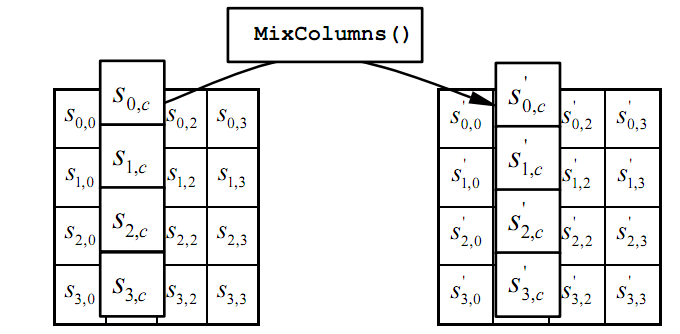 MixColumns()
s0,c s'0,c
s0,0 s0,2 s0,3 s'0,0 s'0,2 s'0,3
s1,c s'1,c
s1,0 s1,2 s1,3 s'1,0 s'1,2 s'1,3
s2,c s'2,c
s2,0 s2,2 s2,3 s'2,0 s'2,2 s'2,3
s3,c s'3,c
s3,0 s3,2 s3,3 s'3,0 s'3,2 s'3,3